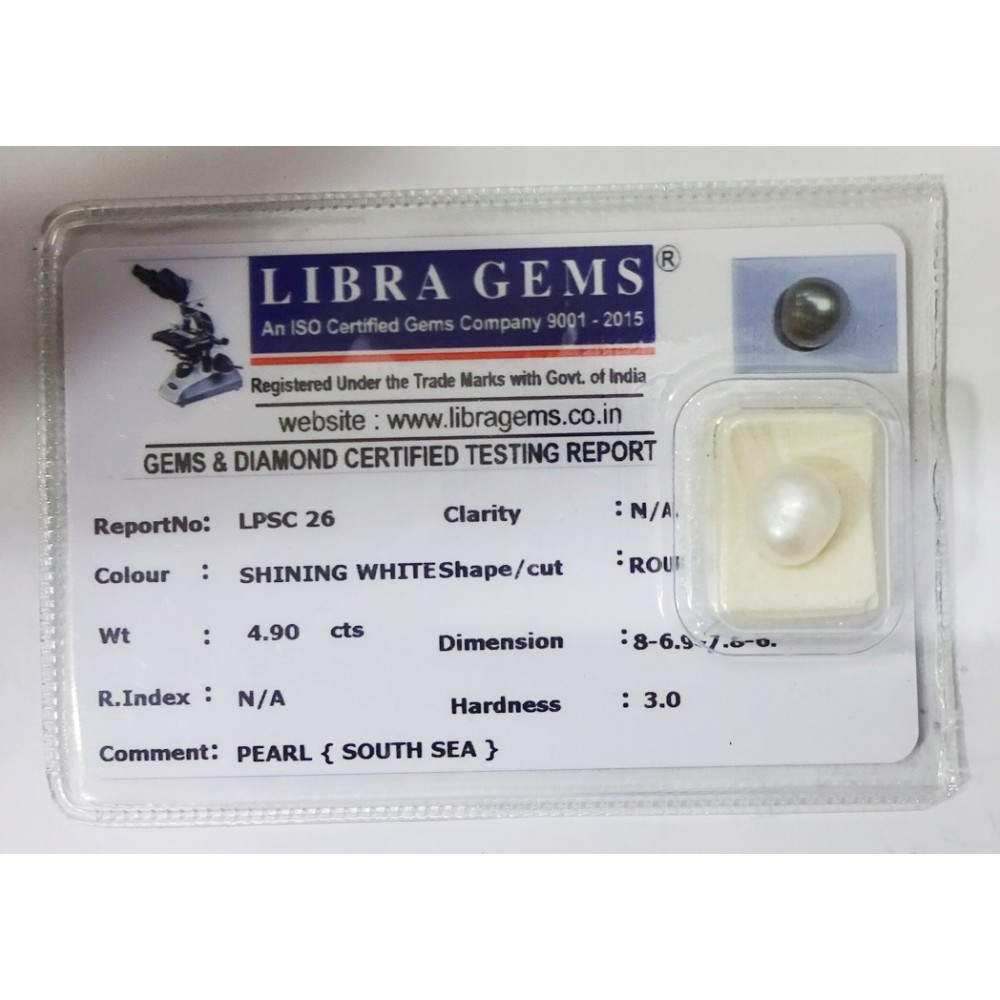 LIBRA GEMS ®
An ISO Certified Gems Company 9001 - 2015
Registered Under the Trade Marks with Govt. of India
website : www.libragems.co.in
GEMS & DIAMOND CERTIFIED TESTING REPORT
ReportNo: LPSC 26 Clarity : N/A
Colour : SHINING WHITE Shape/cut :
Wt : 4.90 cts Dimension :
R.Index : N/A Hardness : 3.0
Comment: PEARL { SOUTH SEA }